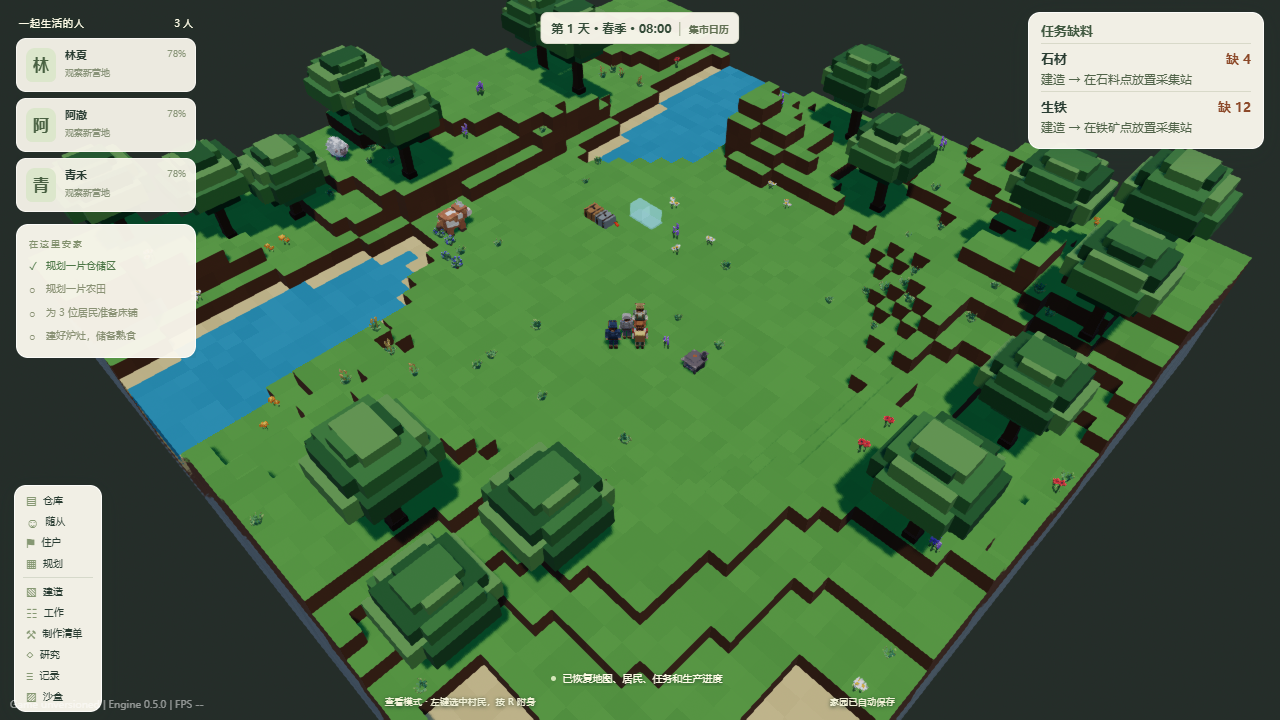 一起生活的人 3 人
林 林夏 78%
观察新营地
阿 阿澈 78%
观察新营地
青 青禾 78%
观察新营地
在这里安家
✓ 规划一片仓储区
○ 规划一片农田
○ 为 3 位居民准备床铺
○ 建好炉灶，储备熟食
第 1 天 • 春季 • 08:00 | 集市日历
任务缺料
石材 缺 4
建造 → 在石料点放置采集站
生铁 缺 12
建造 → 在铁矿点放置采集站
仓库
随从
住户
规划
建造
工作
制作清单
研究
记录
沙盒
| Engine 0.5.0 | FPS --
已恢复地图、居民、任务和生产进度
查看模式 · 左键选中村民，按 R 附身
家园已自动保存